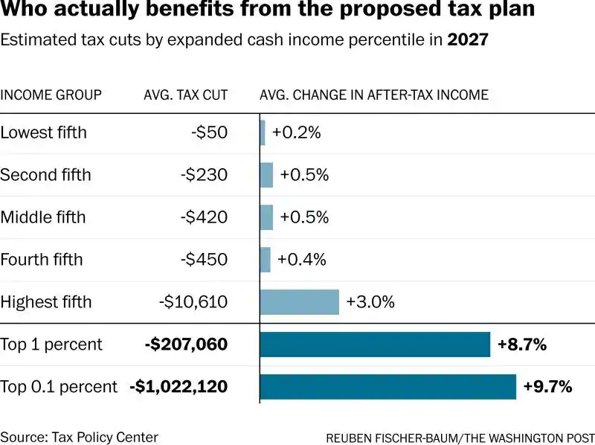 Who actually benefits from the proposed tax plan
Estimated tax cuts by expanded cash income percentile in 2027
INCOME GROUP AVG. TAX CUT AVG. CHANGE IN AFTER-TAX INCOME
Lowest fifth -$50 +0.2%
Second fifth -$230 +0.5%
Middle fifth -$420 +0.5%
Fourth fifth -$450 +0.4%
Highest fifth -$10,610 +3.0%
Top 1 percent -$207,060 +8.7%
Top 0.1 percent -$1,022,120 +9.7%
Source: Tax Policy Center REUBEN FISCHER-BAUM/THE WASHINGTON POST